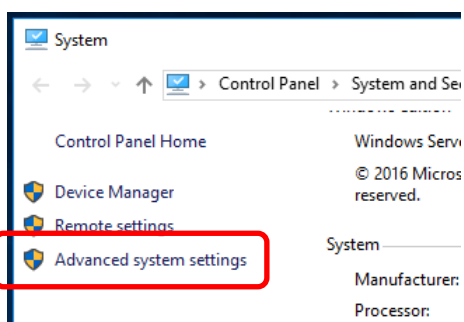 System
Control Panel > System and Se
Control Panel Home
Windows Serve
© 2016 Micros
reserved.
Device Manager
Remote settings
Advanced system settings
System
Manufacturer:
Processor: